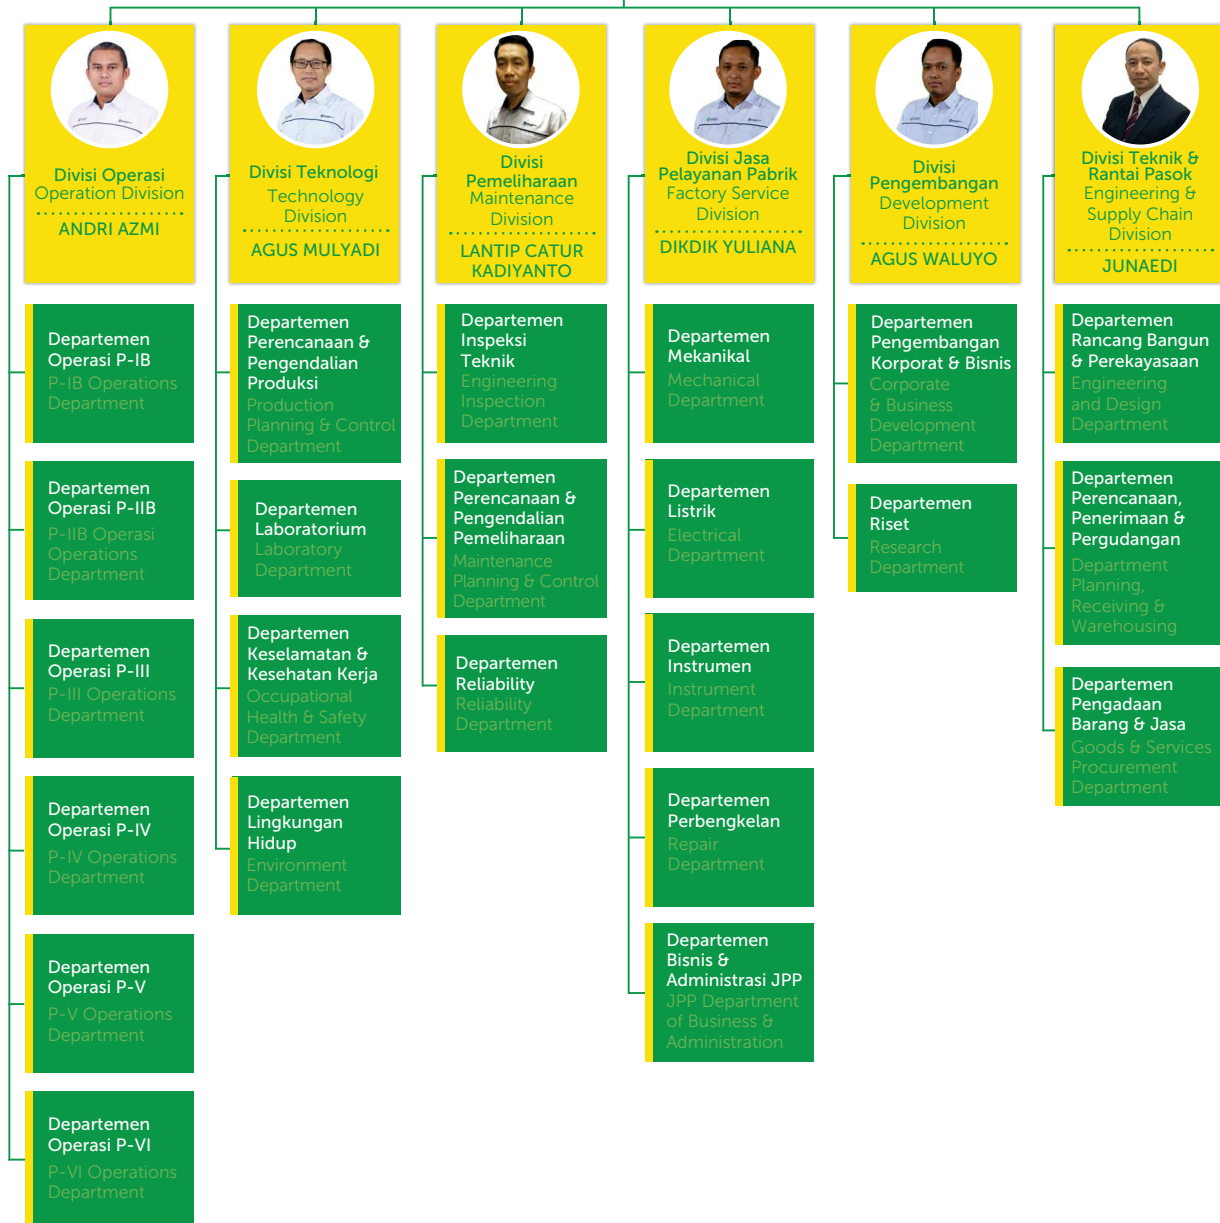 Divisi Operasi
Operation Division
ANDRI AZMI
Departemen
Operasi P-IB
P-IB Operations
Department
Departemen
Operasi P-IIB
P-IIB Operasi
Operations
Department
Departemen
Operasi P-III
P-III Operations
Department
Departemen
Operasi P-IV
P-IV Operations
Department
Departemen
Operasi P-V
P-V Operations
Department
Departemen
Operasi P-VI
P-VI Operations
Department
Divisi Teknologi
Technology
Division
AGUS MULYADI
Departemen
Perencanaan &
Pengendalian
Produksi
Production
Planning & Control
Department
Departemen
Laboratorium
Laboratory
Department
Departemen
Keselamatan &
Kesehatan Kerja
Occupational
Health & Safety
Department
Departemen
Lingkungan
Hidup
Environment
Department
Divisi
Pemeliharaan
Maintenance
Division
LANTIP CATUR
KADIYANTO
Departemen
Inspeksi
Teknik
Engineering
Inspection
Department
Departemen
Perencanaan &
Pengendalian
Pemeliharaan
Maintenance
Planning & Control
Department
Departemen
Reliability
Reliability
Department
Divisi Jasa
Pelayanan Pabrik
Factory Service
Division
DIKDIK YULIANA
Departemen
Mekanikal
Mechanical
Department
Departemen
Listrik
Electrical
Department
Departemen
Instrumen
Instrument
Department
Departemen
Perbengkelan
Repair
Department
Departemen
Bisnis &
Administrasi JPP
JPP Department
of Business &
Administration
Divisi
Pengembangan
Development
Division
AGUS WALUYO
Departemen
Pengembangan
Korporat & Bisnis
Corporate
& Business
Development
Department
Departemen
Riset
Research
Department
Divisi Teknik &
Rantai Pasok
Engineering &
Supply Chain
Division
JUNAEDI
Departemen
Rancang Bangun
& Perekayasaan
Engineering
and Design
Department
Departemen
Perencanaan,
Penerimaan &
Pergudangan
Department
Planning,
Receiving &
Warehousing
Departemen
Pengadaan
Barang & Jasa
Goods & Services
Procurement
Department